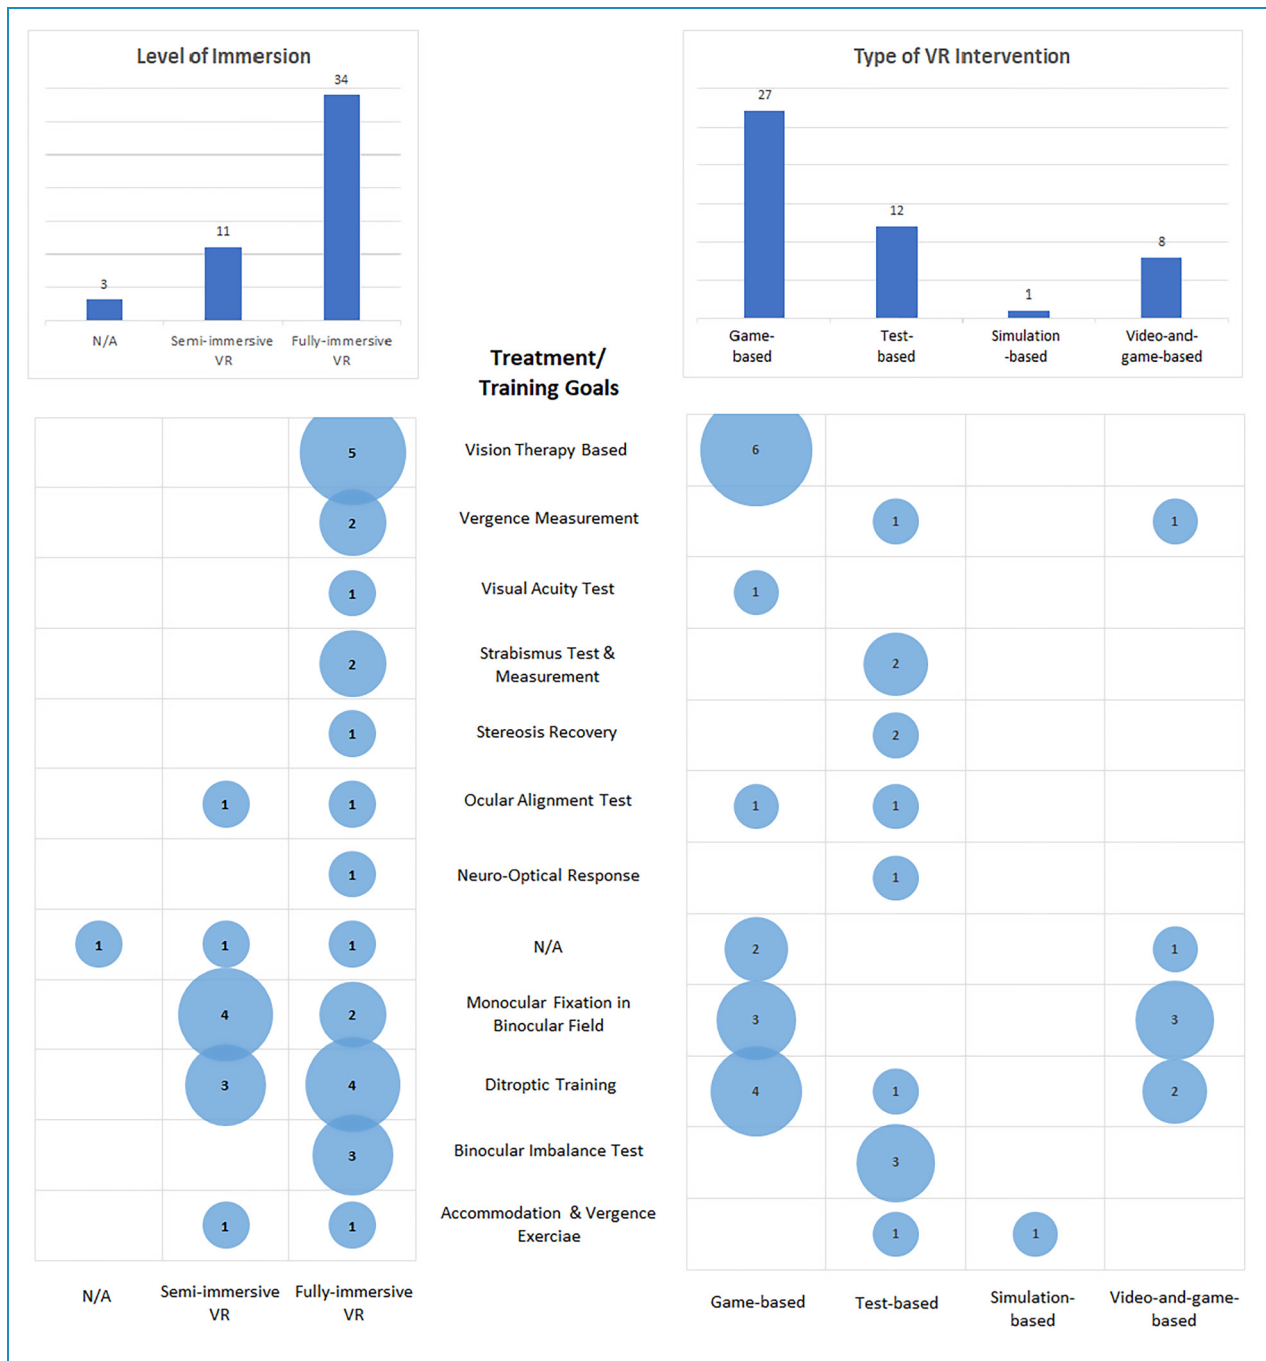 Level of Immersion
34
11
3
N/A
Semi-immersive
VR
Fully-immersive
VR
Type of VR Intervention
27
12
1
8
Game-
based
Test-
based
Simulation
-based
Video-and-
game-based
Treatment/
Training Goals
5
Vision Therapy Based
6
2
Vergence Measurement
1
1
1
Visual Acuity Test
1
2
Strabismus Test &
Measurement
2
1
Stereosis Recovery
2
1
1
Ocular Alignment Test
1
1
1
Neuro-Optical Response
1
1
1
1
N/A
2
1
4
2
Monocular Fixation in
Binocular Field
3
3
3
4
Ditroptic Training
4
1
2
3
Binocular Imbalance Test
3
1
1
Accommodation & Vergence
Exerciae
1
1
N/A
Semi-immersive
VR
Fully-immersive
VR
Game-based
Test-based
Simulation-
based
Video-and-game-
based